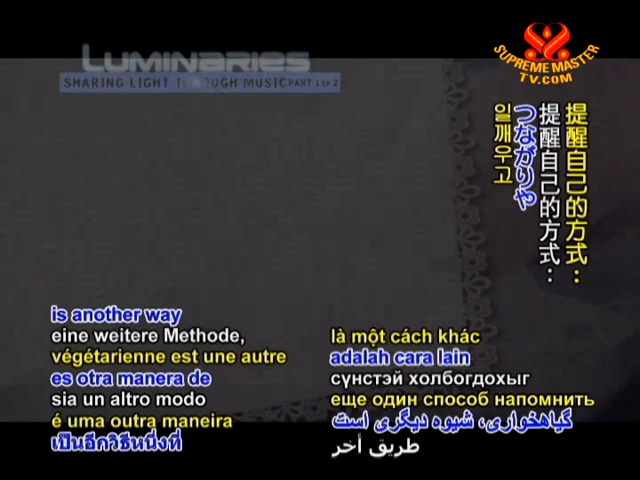 LUMINARIES
SHARING LIGHT THROUGH MUSIC PART 1 OF 2
SUPREME MASTER
TV.COM
提醒自己的方式：
提醒自己的方式：
つながりや
일깨우고
is another way
eine weitere Methode,
végétarienne est une autre
es otra manera de
sia un altro modo
é uma outra maneira
เป็นอีกวิธีหนึ่งที่
là một cách khác
adalah cara lain
сүнстэй холбогдохыг
еще один способ напомнить
گیاهخواری، شیوه دیگری است
طريق أخر